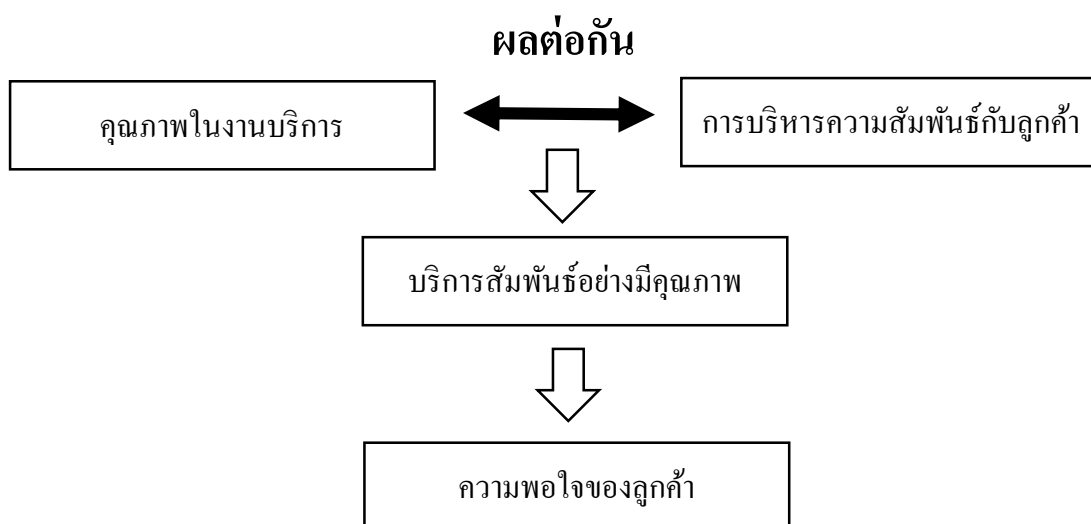 ผลต่อกัน
คุณภาพในงานบริการ
การบริหารความสัมพันธ์กับลูกค้า
บริการสัมพันธ์อย่างมีคุณภาพ
ความพอใจของลูกค้า